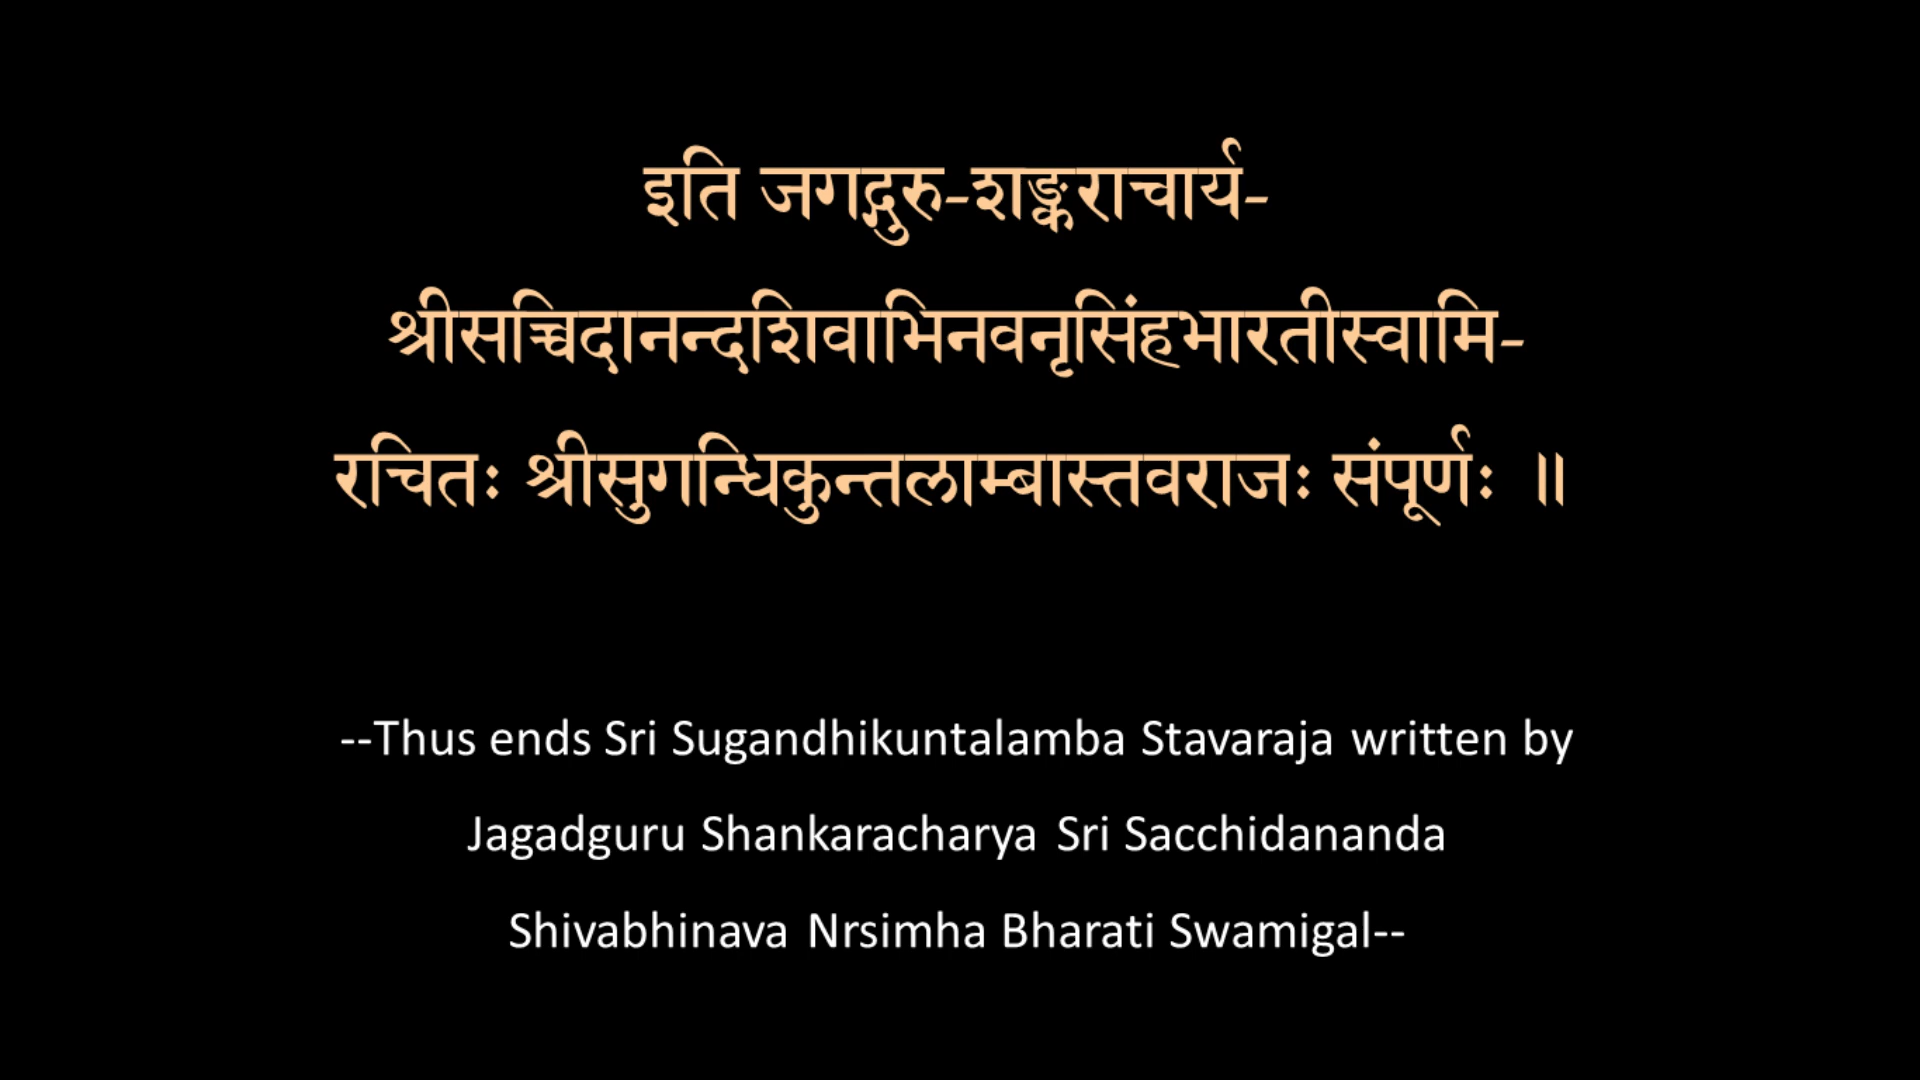 इति जगद्गुरु-शङ्कराचार्य-
श्रीसच्चिदानन्दशिवाभिनवनृसिंहभारतीस्वामि-
रचितः श्रीसुगन्धिकुन्तलाम्बास्तवराजः संपूर्णः ॥
--Thus ends Sri Sugandhikuntalamba Stavaraja written by
Jagadguru Shankaracharya Sri Sacchidananda
Shivabhinava Nrsimha Bharati Swamigal--